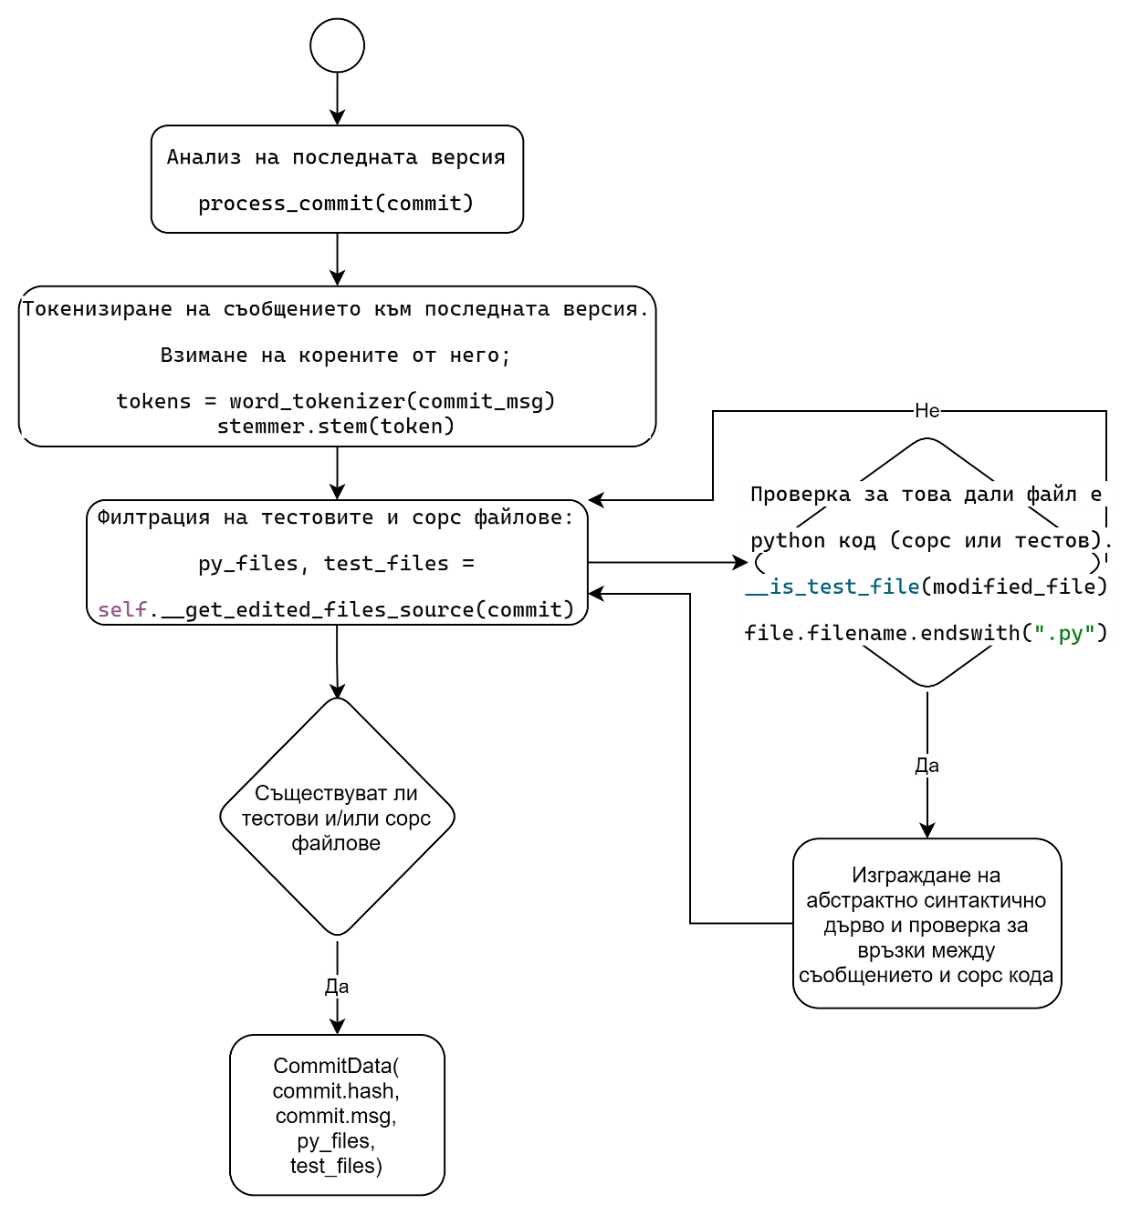 Анализ на последната версия
process_commit(commit)
Токенизиране на съобщението към последната версия.
Взимане на корените от него;
tokens = word_tokenizer(commit_msg)
stemmer.stem(token)
Филтрация на тестовите и сорс файлове:
py_files, test_files =
self.__get_edited_files_source(commit)
Не
Проверка за това дали файл е
python код (сорс или тестов).
__is_test_file(modified_file)
file.filename.endswith(".py")
Да
Изграждане на
абстрактно синтактично
дърво и проверка за
връзки между
съобщението и сорс кода
Съществуват ли
тестови и/или сорс
файлове
Да
CommitData(
commit.hash,
commit.msg,
py_files,
test_files)